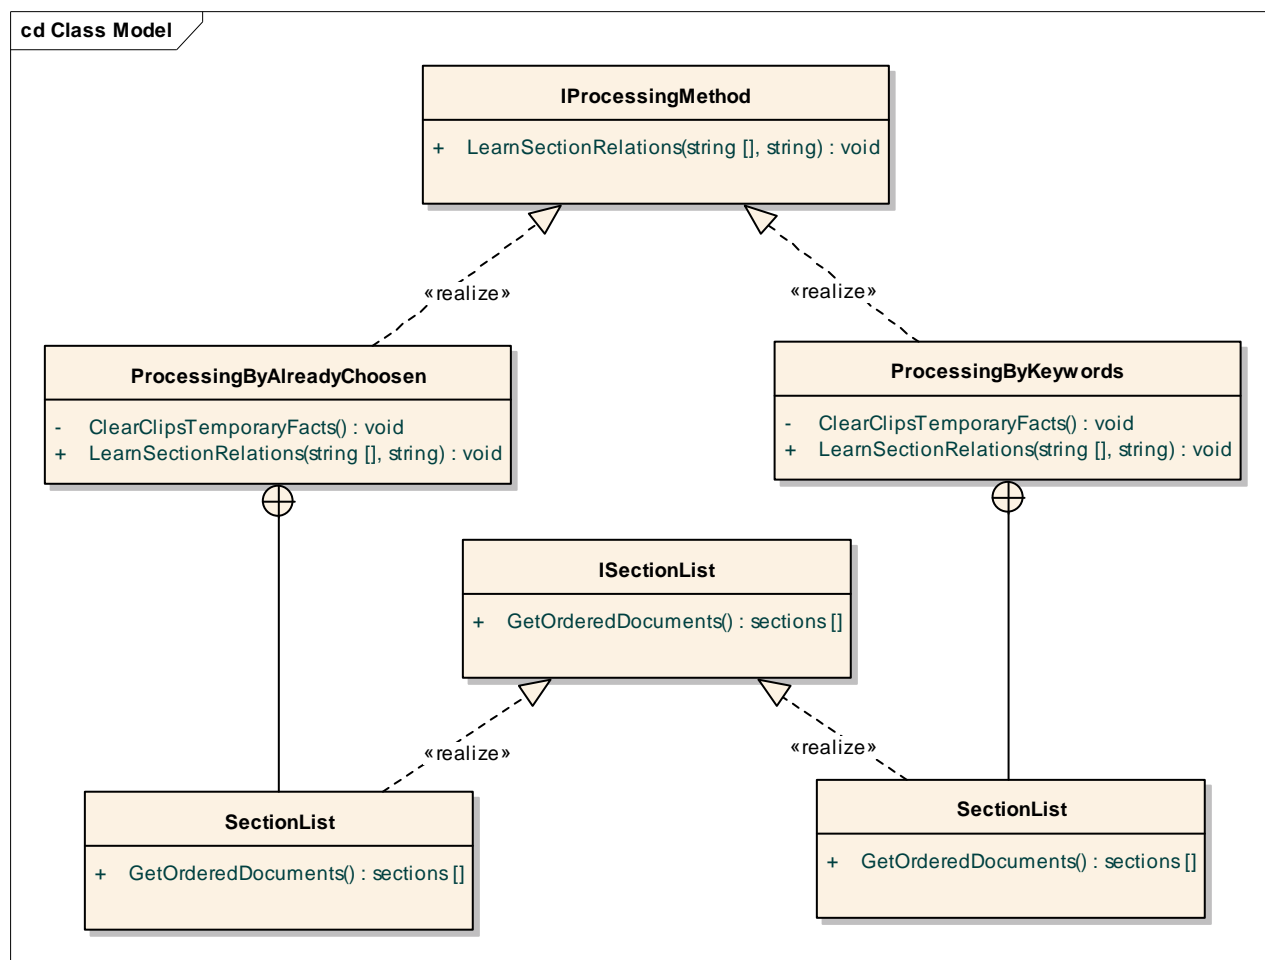 cd Class Model
IProcessingMethod
+ LearnSectionRelations(string [], string) : void
«realize»
«realize»
ProcessingByAlreadyChoosen
- ClearClipsTemporaryFacts() : void
+ LearnSectionRelations(string [], string) : void
ProcessingByKeywords
- ClearClipsTemporaryFacts() : void
+ LearnSectionRelations(string [], string) : void
ISectionList
+ GetOrderedDocuments() : sections []
«realize»
«realize»
SectionList
+ GetOrderedDocuments() : sections []
SectionList
+ GetOrderedDocuments() : sections []